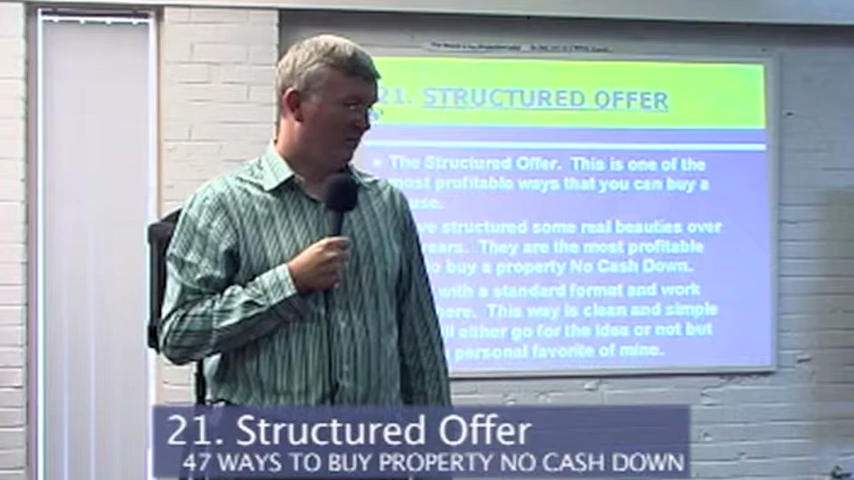 21. STRUCTURED OFFER
The Structured Offer. This is one of the
most profitable ways that you can buy a
use.
ve structured some real beauties over
ears. They are the most profitable
o buy a property No Cash Down.
with a standard format and work
here. This way is clean and simple
ll either go for the idea or not but
personal favorite of mine.
21. Structured Offer
47 WAYS TO BUY PROPERTY NO CASH DOWN